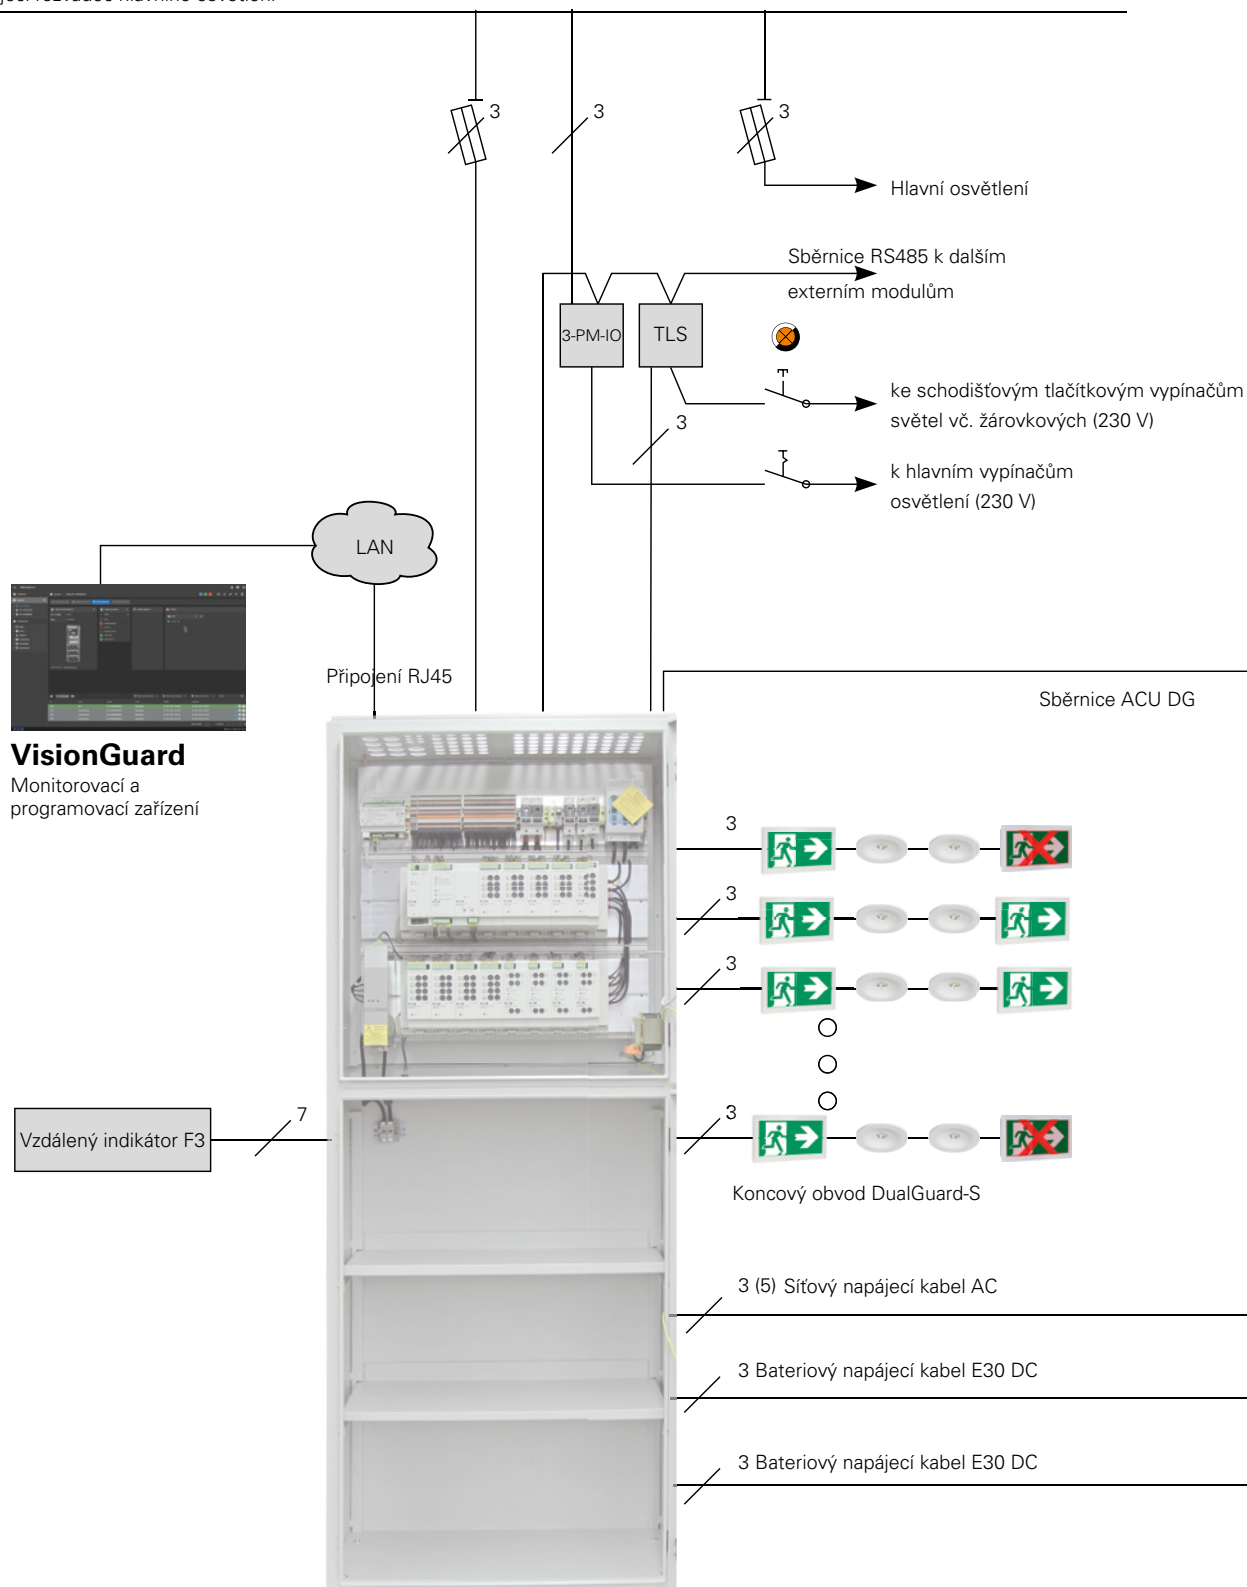 3
3
3
Hlavní osvětlení
Sběrnice RS485 k dalším
externím modulům
3-PM-IO
TLS
ke schodišťovým tlačítkovým vypínačům
světel vč. žárovkových (230 V)
3
k hlavním vypínačům
osvětlení (230 V)
LAN
Připojení RJ45
Sběrnice ACU DG
VisionGuard
Monitorovací a
programovací zařízení
3
3
3
7
3
Vzdálený indikátor F3
Koncový obvod DualGuard-S
3 (5) Síťový napájecí kabel AC
3 Bateriový napájecí kabel E30 DC
3 Bateriový napájecí kabel E30 DC